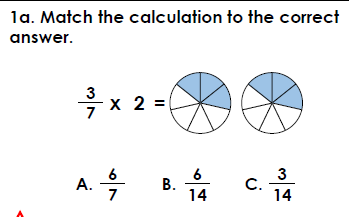 1a. Match the calculation to the correct
answer.
3/7 x 2 =
A. 6/7 B. 6/14 C. 3/14